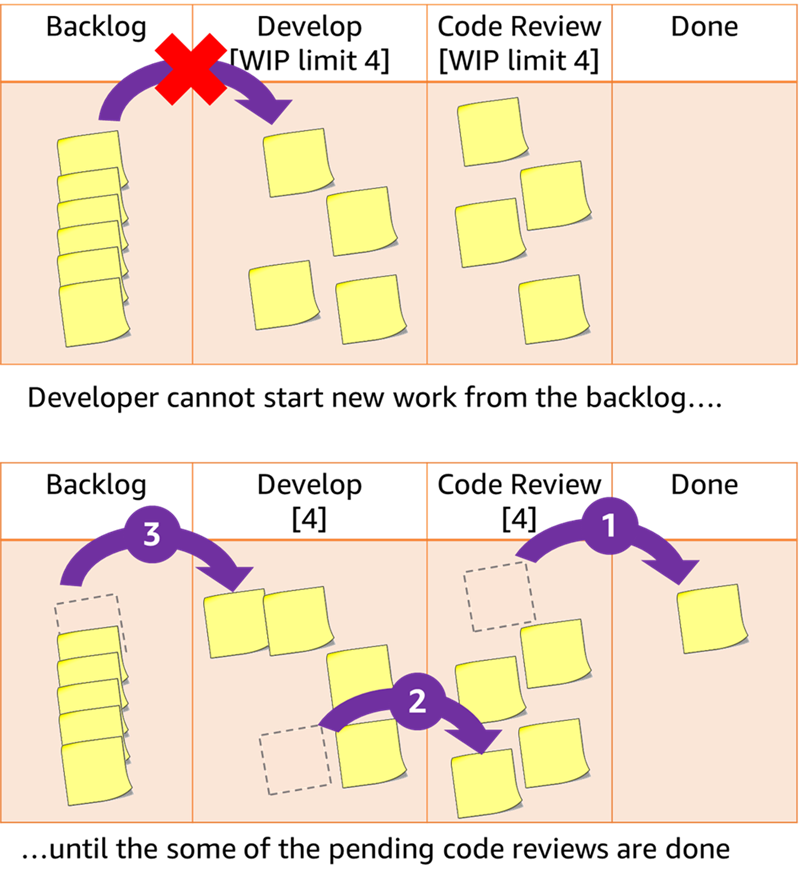 Backlog
Develop
[WIP limit 4]
Code Review
[WIP limit 4]
Done
Developer cannot start new work from the backlog....
Backlog
Develop
[4]
Code Review
[4]
Done
3
1
2
...until the some of the pending code reviews are done